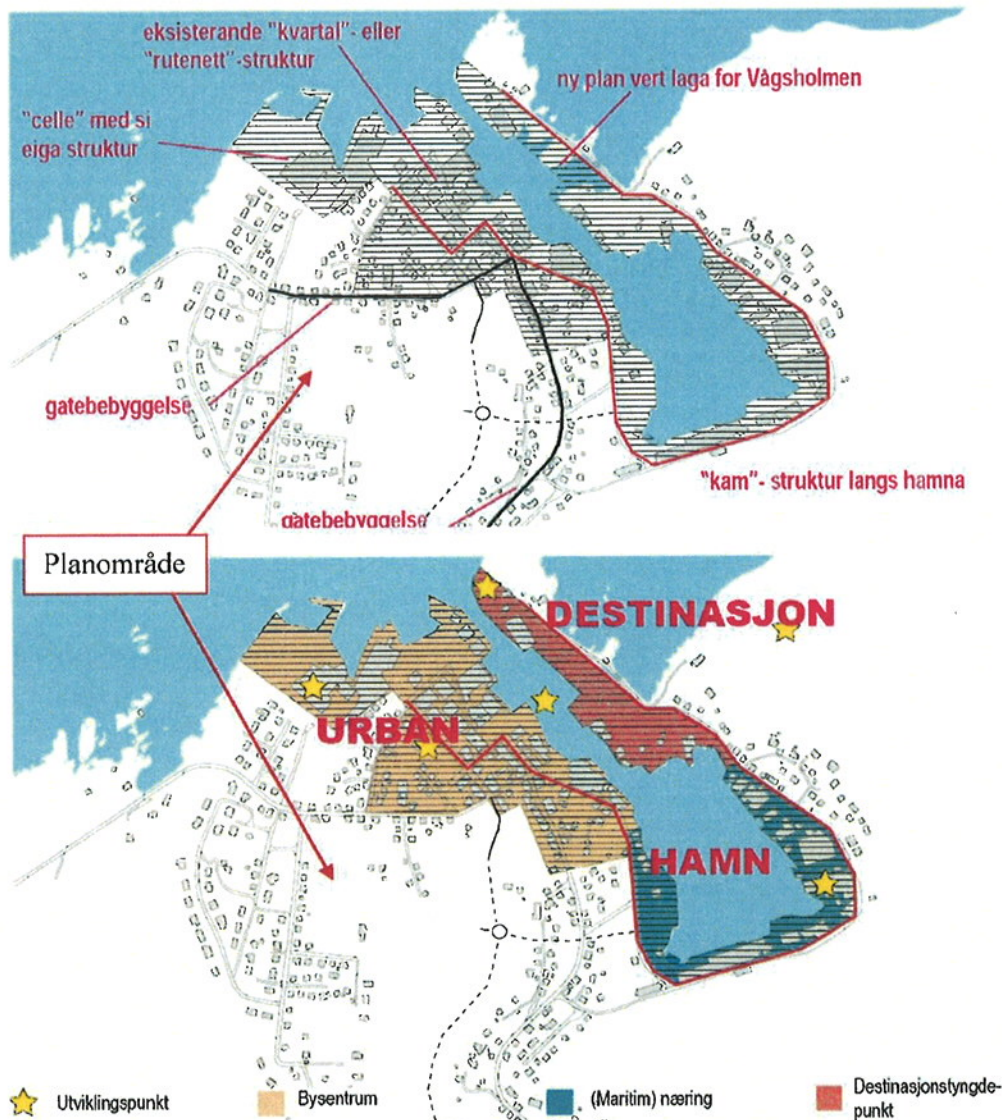 eksisterande "kvartal"- eller
"rutenett"-struktur
ny plan vert laga for Vågsholmen
"celle" med si
eiga struktur
gatebebyggelse
"kam"- struktur langs hamna
gatebebyggelse
Planområde
DESTINASJON
URBAN
HAMN
Utviklingspunkt
Bysentrum
(Maritim) næring
Destinasjonstyngde-
punkt